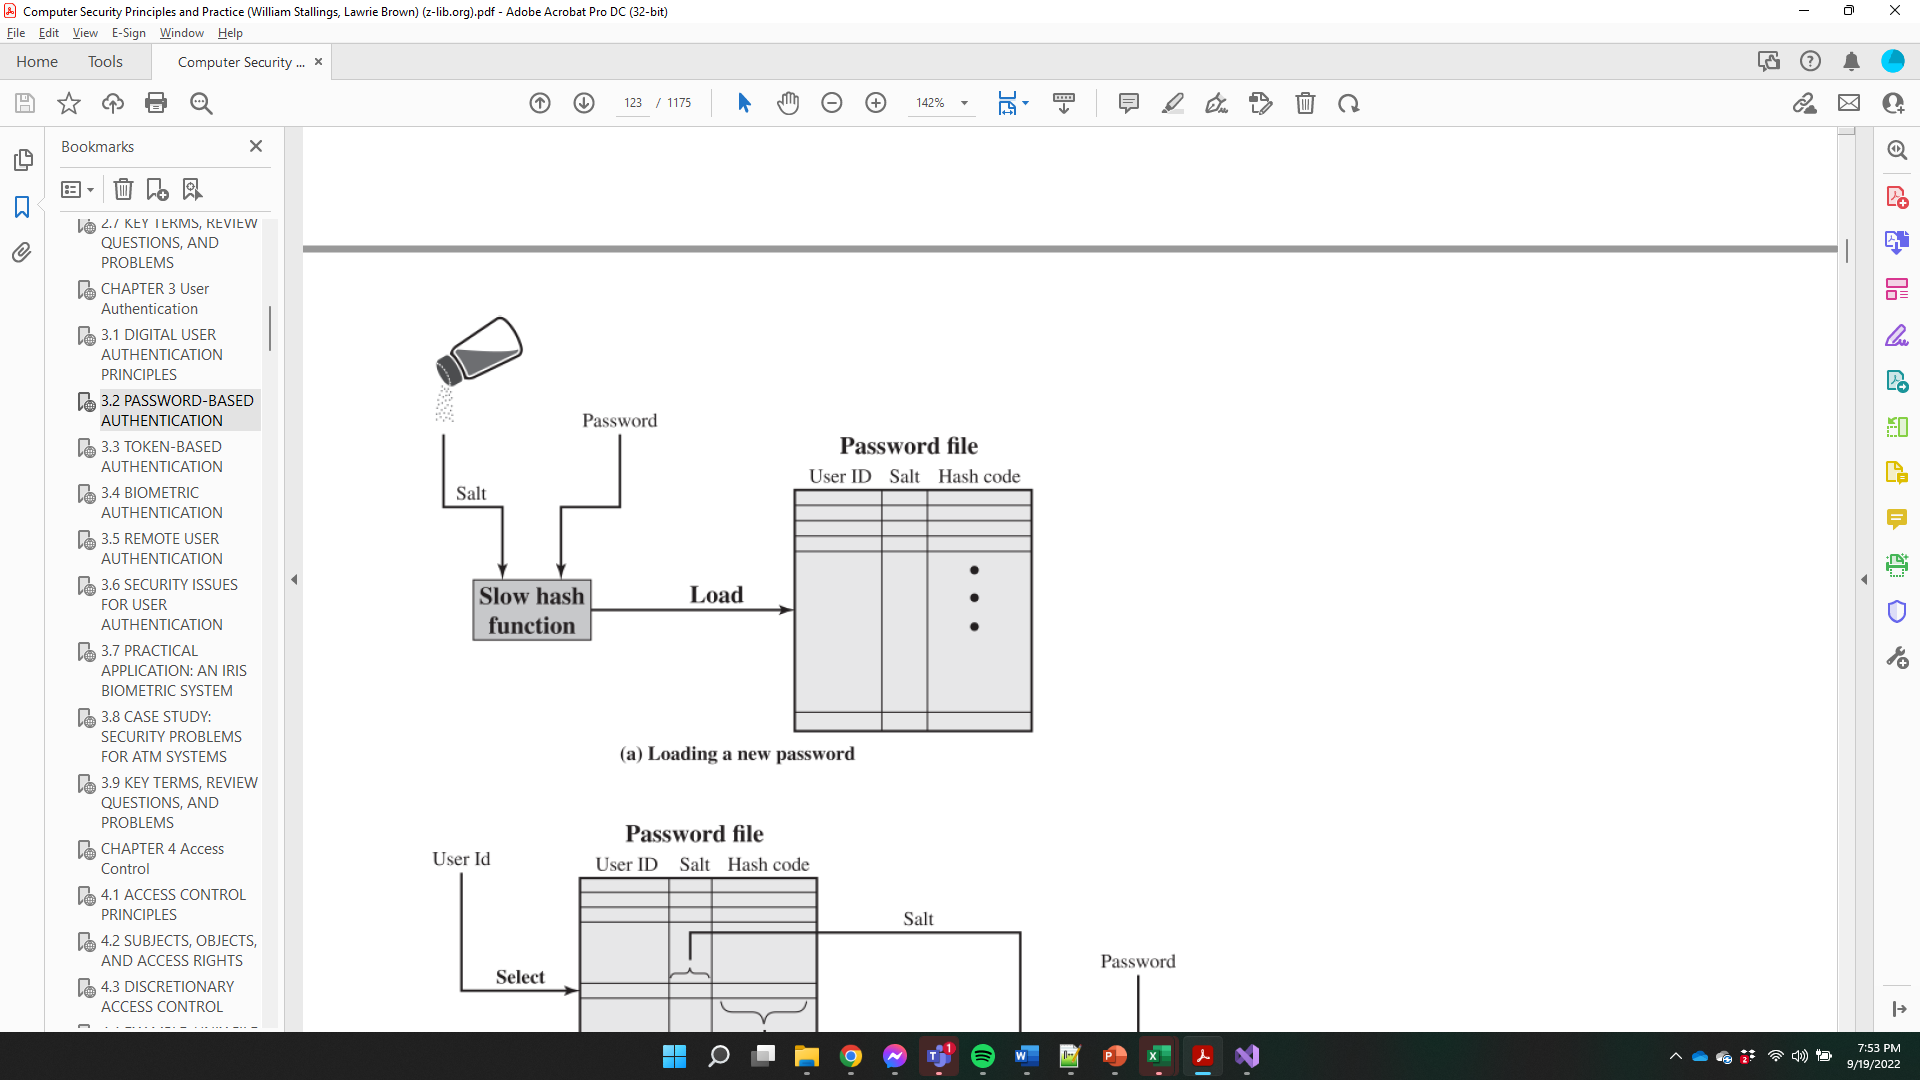 Computer Security Principles and Practice (William Stallings, Lawrie Brown) (z-lib.org).pdf - Adobe Acrobat Pro DC (32-bit)
File Edit View E-Sign Window Help
Home Tools Computer Security ...
123 / 1175 142%
Bookmarks
2.7 KEY TERMS, REVIEW
QUESTIONS, AND
PROBLEMS
CHAPTER 3 User
Authentication
3.1 DIGITAL USER
AUTHENTICATION
PRINCIPLES
3.2 PASSWORD-BASED
AUTHENTICATION
3.3 TOKEN-BASED
AUTHENTICATION
3.4 BIOMETRIC
AUTHENTICATION
3.5 REMOTE USER
AUTHENTICATION
3.6 SECURITY ISSUES
FOR USER
AUTHENTICATION
3.7 PRACTICAL
APPLICATION: AN IRIS
BIOMETRIC SYSTEM
3.8 CASE STUDY:
SECURITY PROBLEMS
FOR ATM SYSTEMS
3.9 KEY TERMS, REVIEW
QUESTIONS, AND
PROBLEMS
CHAPTER 4 Access
Control
4.1 ACCESS CONTROL
PRINCIPLES
4.2 SUBJECTS, OBJECTS,
AND ACCESS RIGHTS
4.3 DISCRETIONARY
ACCESS CONTROL
Password
Salt
Slow hash
function
Load
Password file
User ID Salt Hash code
(a) Loading a new password
Password file
User Id
User ID Salt Hash code
Salt
Select
Password
7:53 PM
9/19/2022